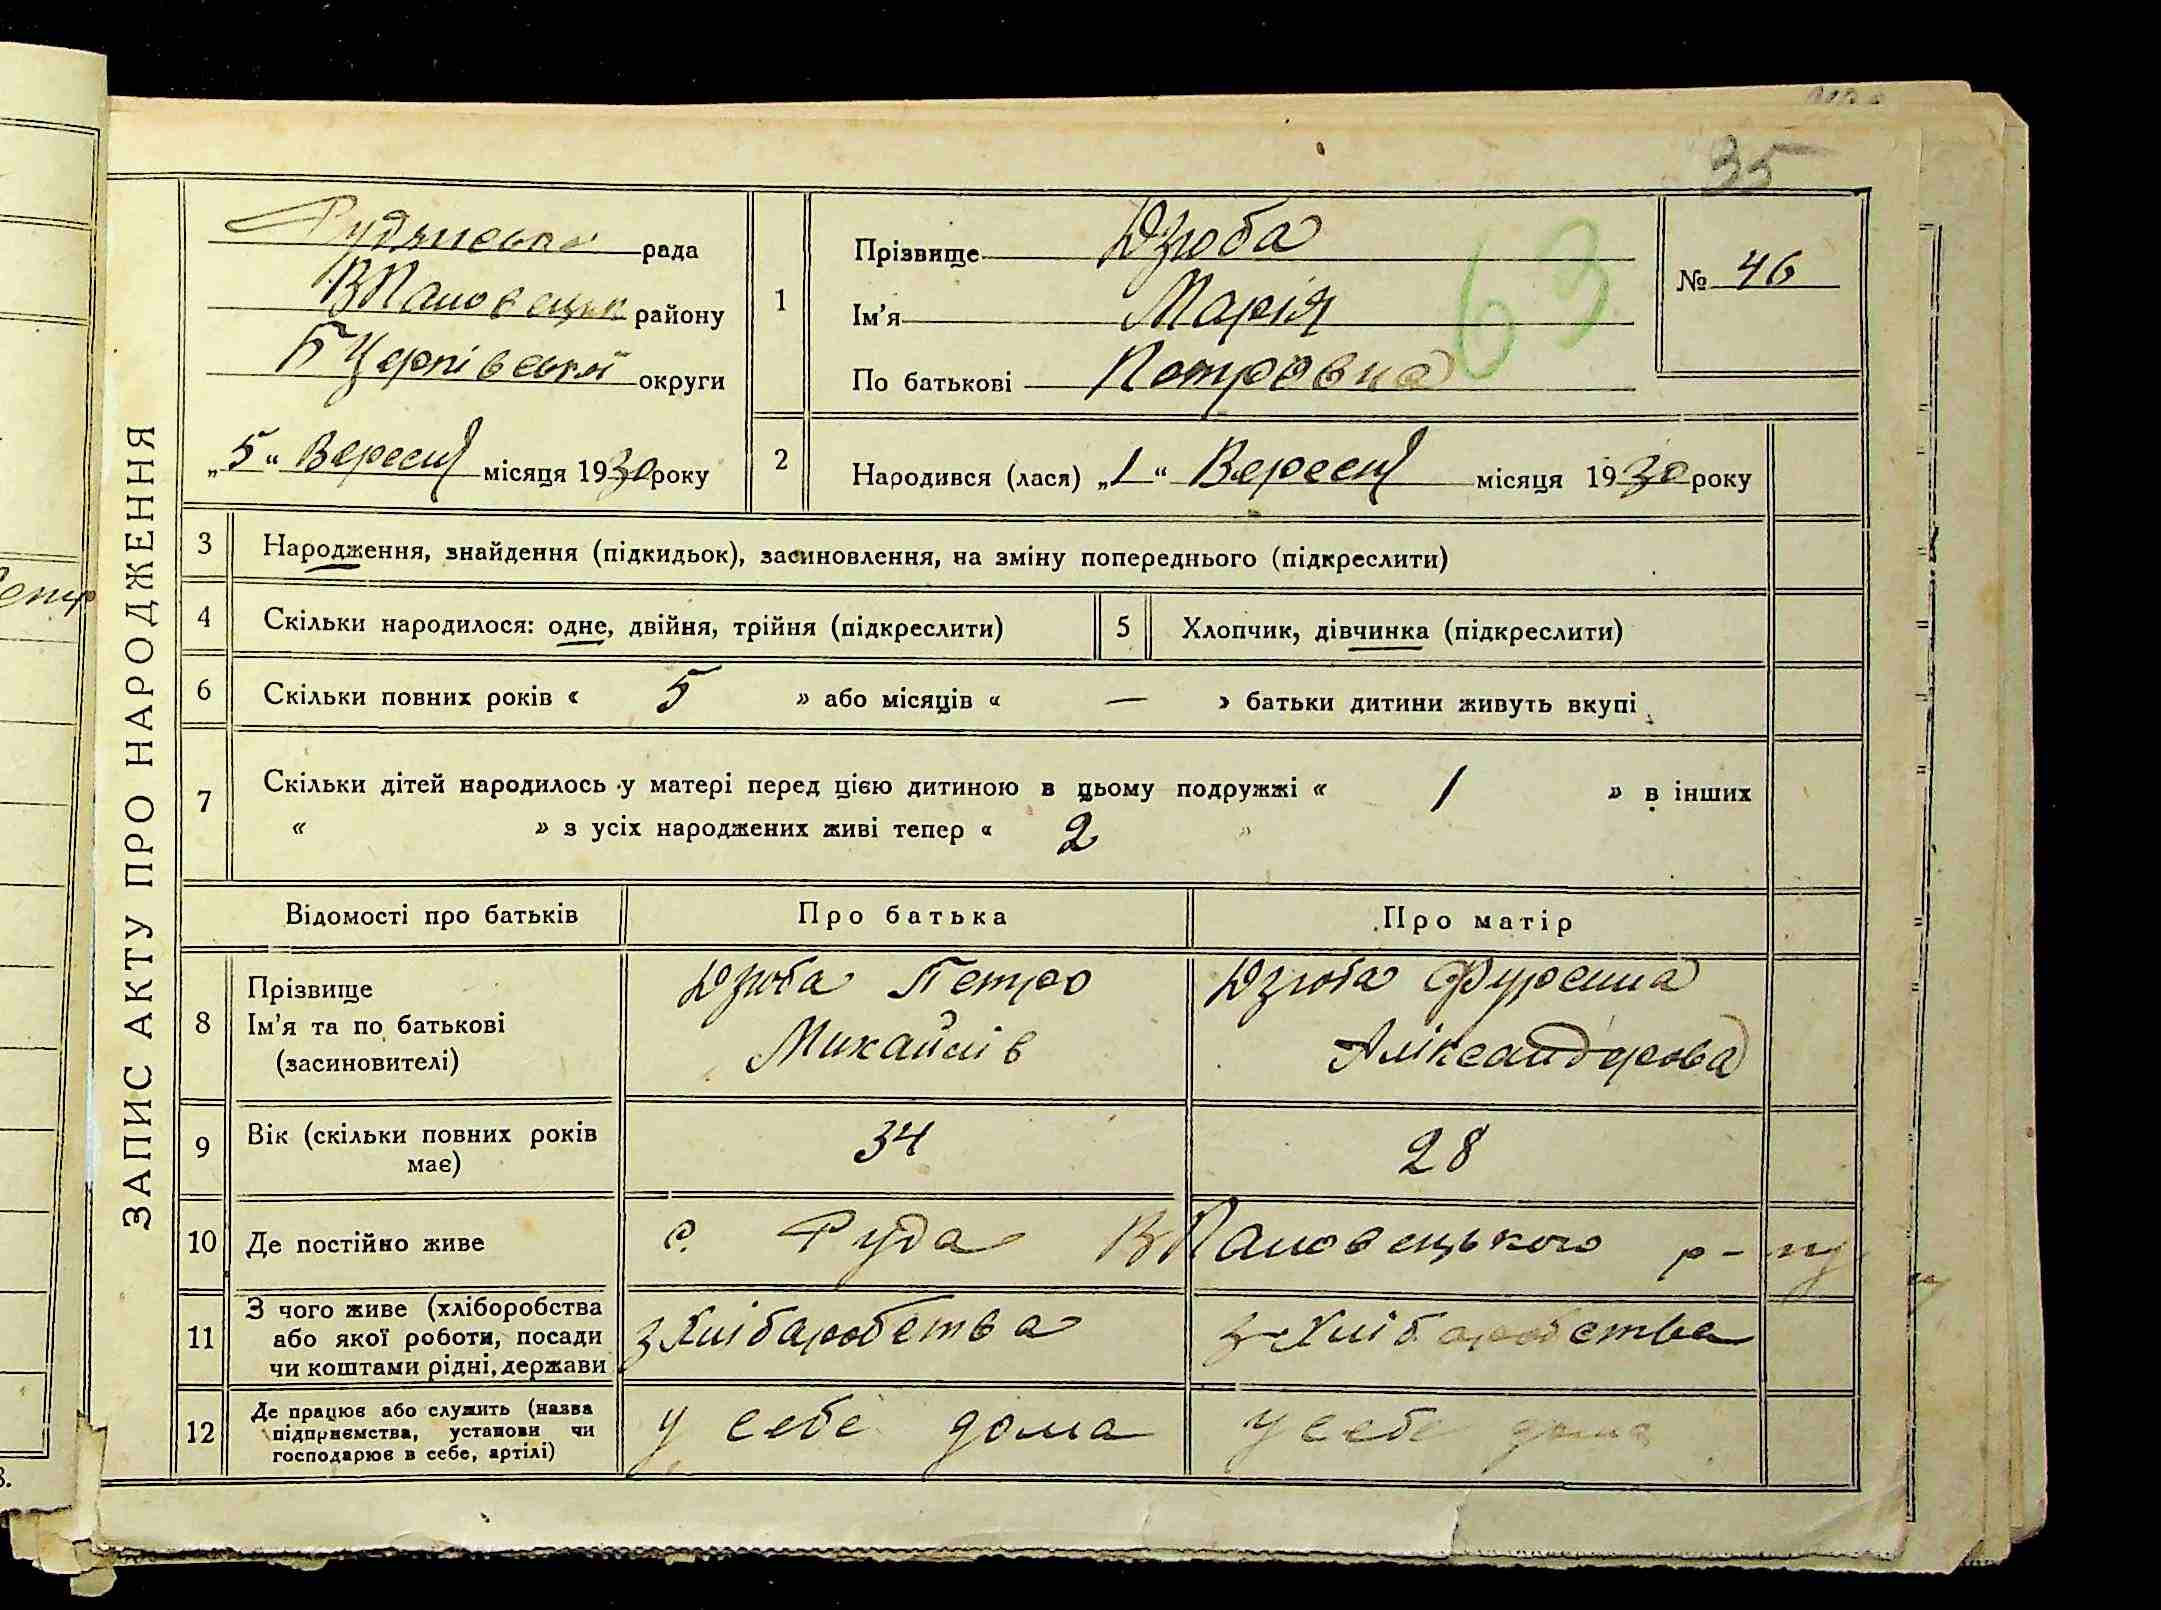 35
ЗАПИС АКТУ ПРО НАРОДЖЕННЯ
Рудянська рада
ВПоловецьк району
БЦерківської округи
„5“ Вересня місяця 1930 року
1
Прізвище Дзюба
Ім'я Марія
По батькові Петровна
63
№ 46
2
Народився (лася) „1“ Вересня місяця 1930 року
3 Народження, знайдення (підкидьок), засиновлення, на зміну попереднього (підкреслити)
4 Скільки народилося: одне, двійня, трійня (підкреслити)
5 Хлопчик, дівчинка (підкреслити)
6 Скільки повних років « 5 » або місяців « — » батьки дитини живуть вкупі
7 Скільки дітей народилось у матері перед цією дитиною в цьому подружжі « 1 » в інших
« » з усіх народжених живі тепер « 2 »
Відомості про батьків Про батька Про матір
8
Прізвище
Ім'я та по батькові
(засиновителі)
Дзюба Петро
Михайлів
Дзюба Фросина
Аліксандрова
9
Вік (скільки повних років
має)
34 28
10 Де постійно живе с. Руда ВПоловецького р-ну
11
З чого живе (хліборобства
або якої роботи, посади
чи коштами рідні, держави
з хлібаробства з хлібаробства
12
Де працює або служить (назва
підприємства, установи чи
господарює в себе, артілі)
у себе дома у себе дома